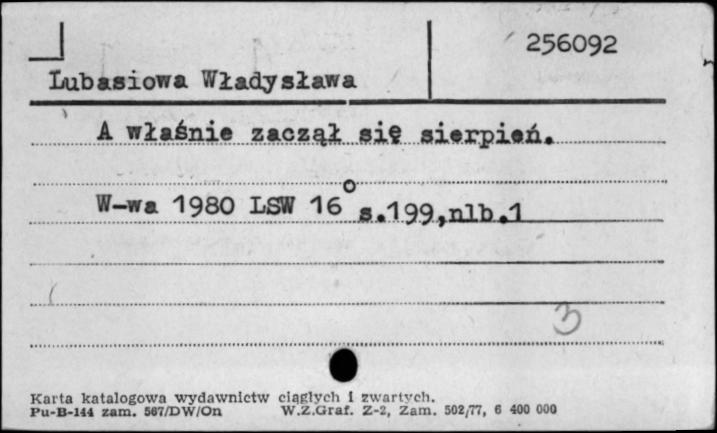 256092
Lubasiowa Władysława
A właśnie zaczął się sierpień.
W-wa 1980 LSW 16° s.199,nlb.1
3
Karta katalogowa wydawnictw ciągłych i zwartych.
Pu-B-144 zam. 567/DW/On W.Z.Graf. Z-2, Zam. 502/77, 6 400 000